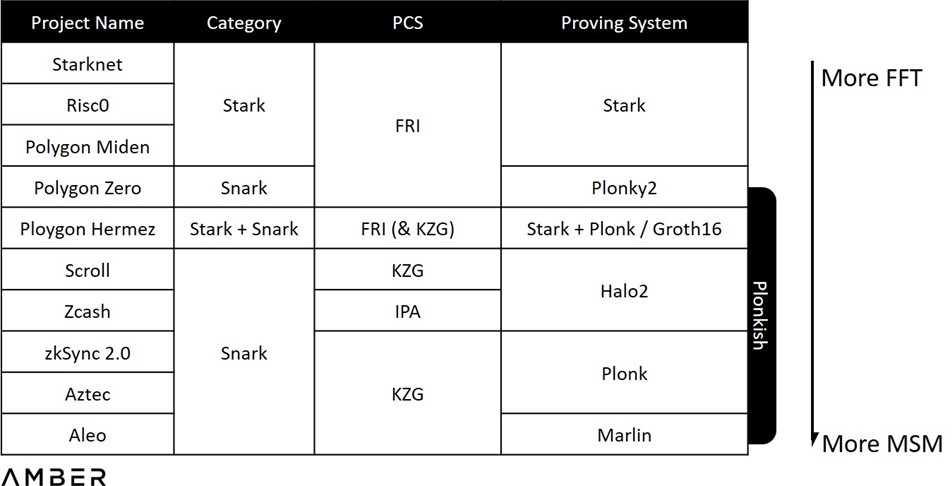 Project Name Category PCS Proving System
Starknet
Risc0 Stark Stark
FRI
Polygon Miden
Polygon Zero Snark Plonky2
Ploygon Hermez Stark + Snark FRI (& KZG) Stark + Plonk / Groth16
Scroll KZG
Halo2
Zcash IPA
zkSync 2.0 Snark
Plonk
Aztec KZG
Aleo Marlin
Plonkish
More FFT
More MSM
AMBER